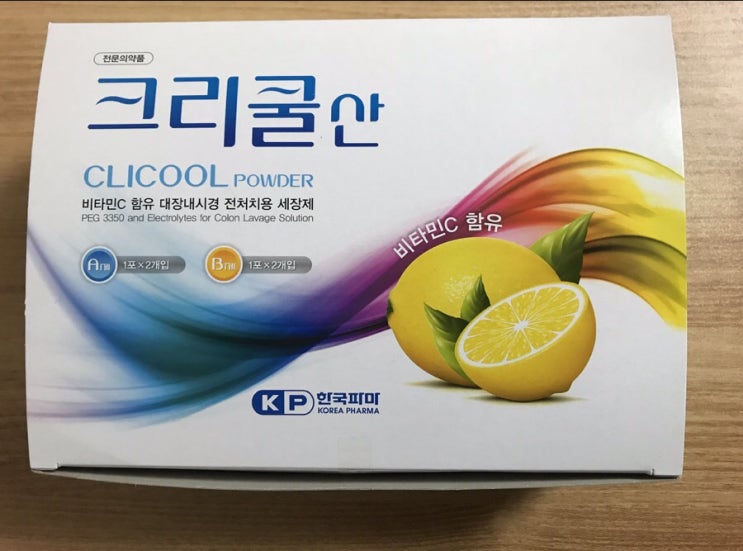 전문의약품
크리쿨산
CLICOOL POWDER
비타민C 함유 대장내시경 전처치용 세장제
PEG 3350 and Electrolytes for Colon Lavage Solution
A제 1포×2개입 B제 1포×2개입
비타민C 함유
KP 한국파마
KOREA PHARMA